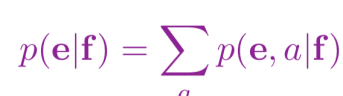 p(e|f) = ∑ p(e, a|f)
a